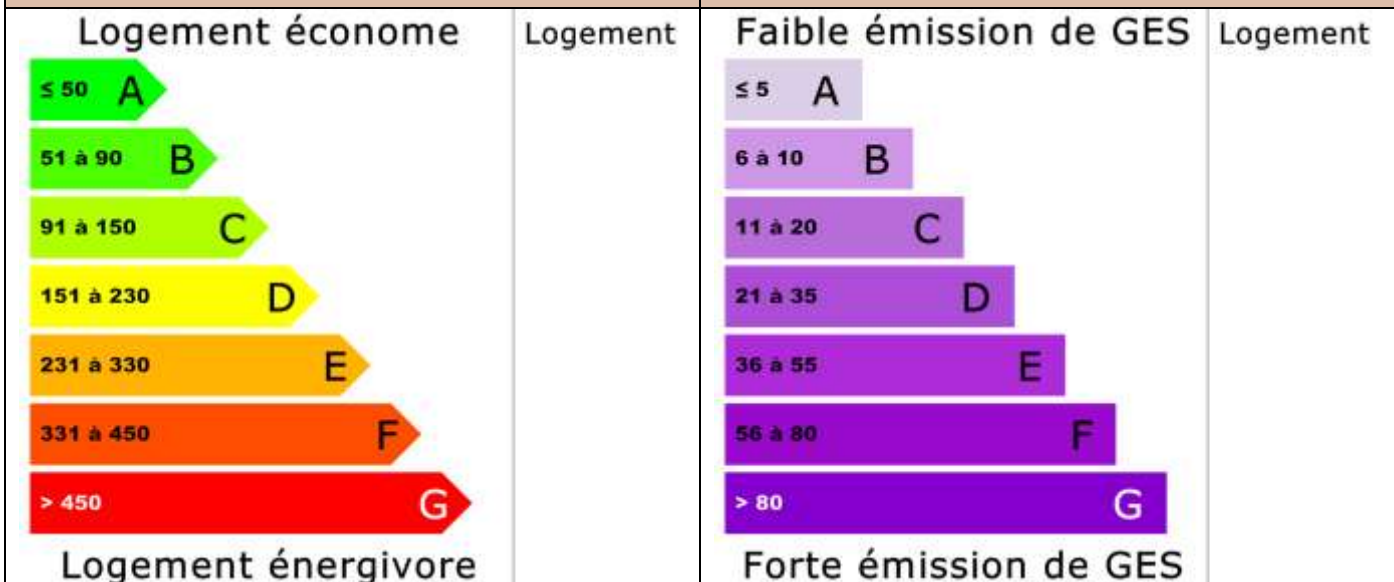 Logement économe
Logement
≤ 50 A
51 à 90 B
91 à 150 C
151 à 230 D
231 à 330 E
331 à 450 F
> 450 G
Logement énergivore
Faible émission de GES
Logement
≤ 5 A
6 à 10 B
11 à 20 C
21 à 35 D
36 à 55 E
56 à 80 F
> 80 G
Forte émission de GES